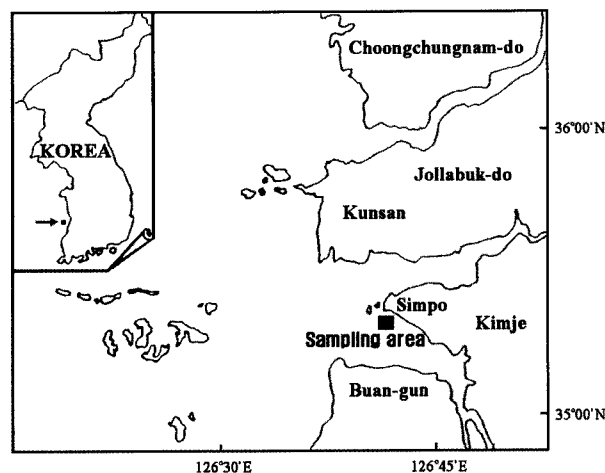 Choongchungnam-do
36°00'N
KOREA
Jollabuk-do
Kunsan
Simpo
Kimje
Sampling area
Buan-gun
35°00'N
126°30'E
126°45'E